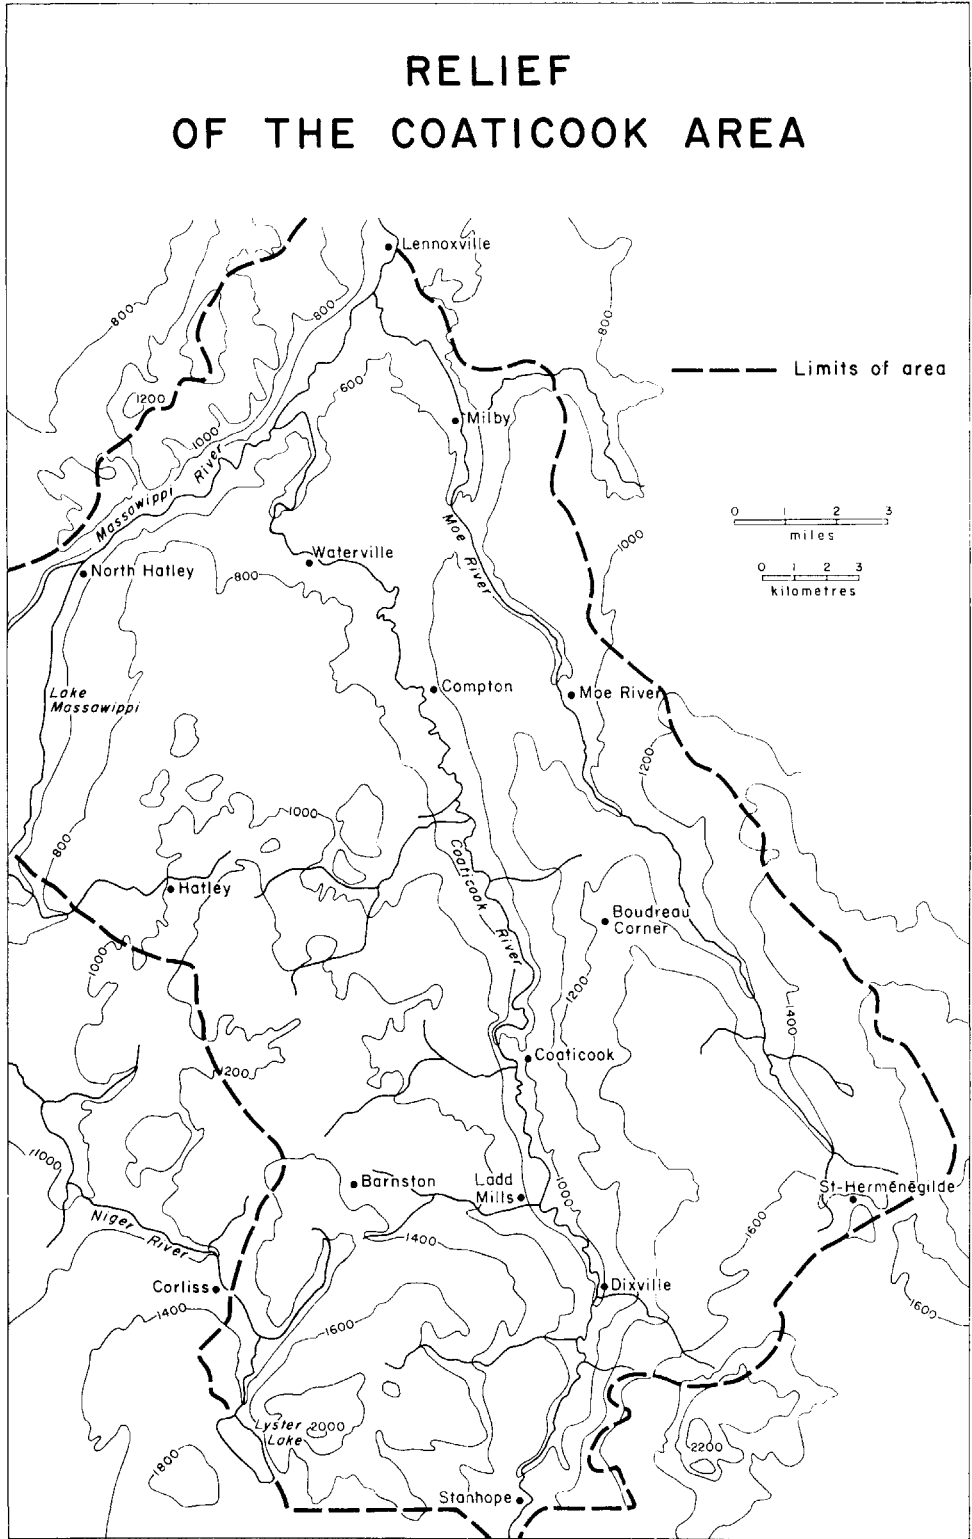 RELIEF
OF THE COATICOOK AREA
Lennoxville
800
800
800
Limits of area
600
1200
Milby
1000
Massawippi River
0 1 2 3
miles
Moe River
1000
Waterville
0 1 2 3
kilometres
North Hatley
800
Compton
Moe River
Lake
Massawippi
1200
1000
800
Coaticook River
Hatley
Boudreau
Corner
1000
1200
1400
Coaticook
1200
1000
Barnston
Ladd
Mills
1000
St-Herménégilde
Niger River
1600
1400
Corliss
Dixville
1400
1600
1600
Lyster
Lake
2000
2200
1800
Stanhope